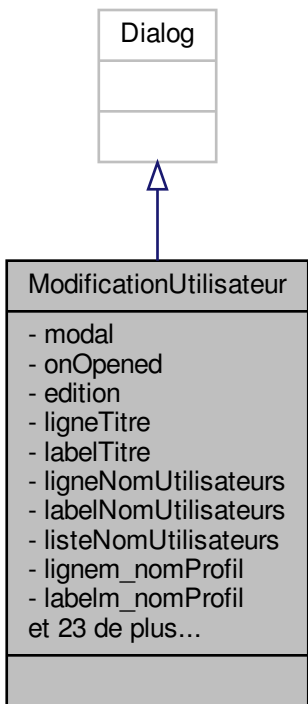 Dialog
ModificationUtilisateur
- modal
- onOpened
- edition
- ligneTitre
- labelTitre
- ligneNomUtilisateurs
- labelNomUtilisateurs
- listeNomUtilisateurs
- lignem_nomProfil
- labelm_nomProfil
et 23 de plus...